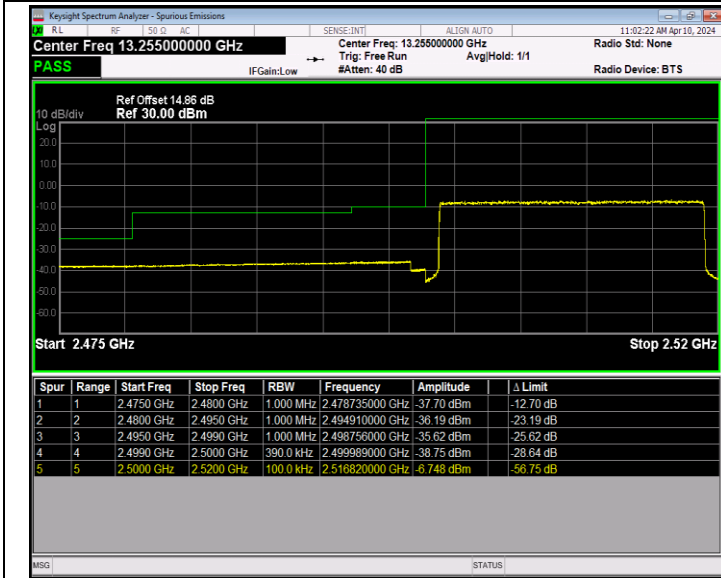 Keysight Spectrum Analyzer - Spurious Emissions
RL RF 50 Ω AC SENSE:INT ALIGN AUTO 11:02:22 AM Apr 10, 2024
Center Freq 13.255000000 GHz Center Freq: 13.255000000 GHz Radio Std: None
Trig: Free Run Avg|Hold: 1/1
PASS IFGain:Low #Atten: 40 dB Radio Device: BTS
Ref Offset 14.86 dB
10 dB/div Ref 30.00 dBm
Log
20.0
10.0
0.00
-10.0
-20.0
-30.0
-40.0
-50.0
-60.0
Start 2.475 GHz Stop 2.52 GHz
Spur Range Start Freq Stop Freq RBW Frequency Amplitude Δ Limit
1 1 2.4750 GHz 2.4800 GHz 1.000 MHz 2.478735000 GHz -37.70 dBm -12.70 dB
2 2 2.4800 GHz 2.4950 GHz 1.000 MHz 2.494910000 GHz -36.19 dBm -23.19 dB
3 3 2.4950 GHz 2.4990 GHz 1.000 MHz 2.498756000 GHz -35.62 dBm -25.62 dB
4 4 2.4990 GHz 2.5000 GHz 390.0 kHz 2.499989000 GHz -38.75 dBm -28.64 dB
5 5 2.5000 GHz 2.5200 GHz 100.0 kHz 2.516820000 GHz -6.748 dBm -56.75 dB
MSG STATUS